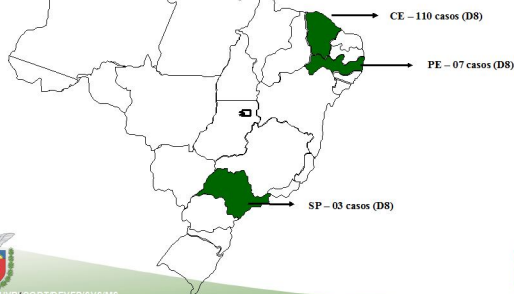 CE – 110 casos (D8)
PE – 07 casos (D8)
SP – 03 casos (D8)